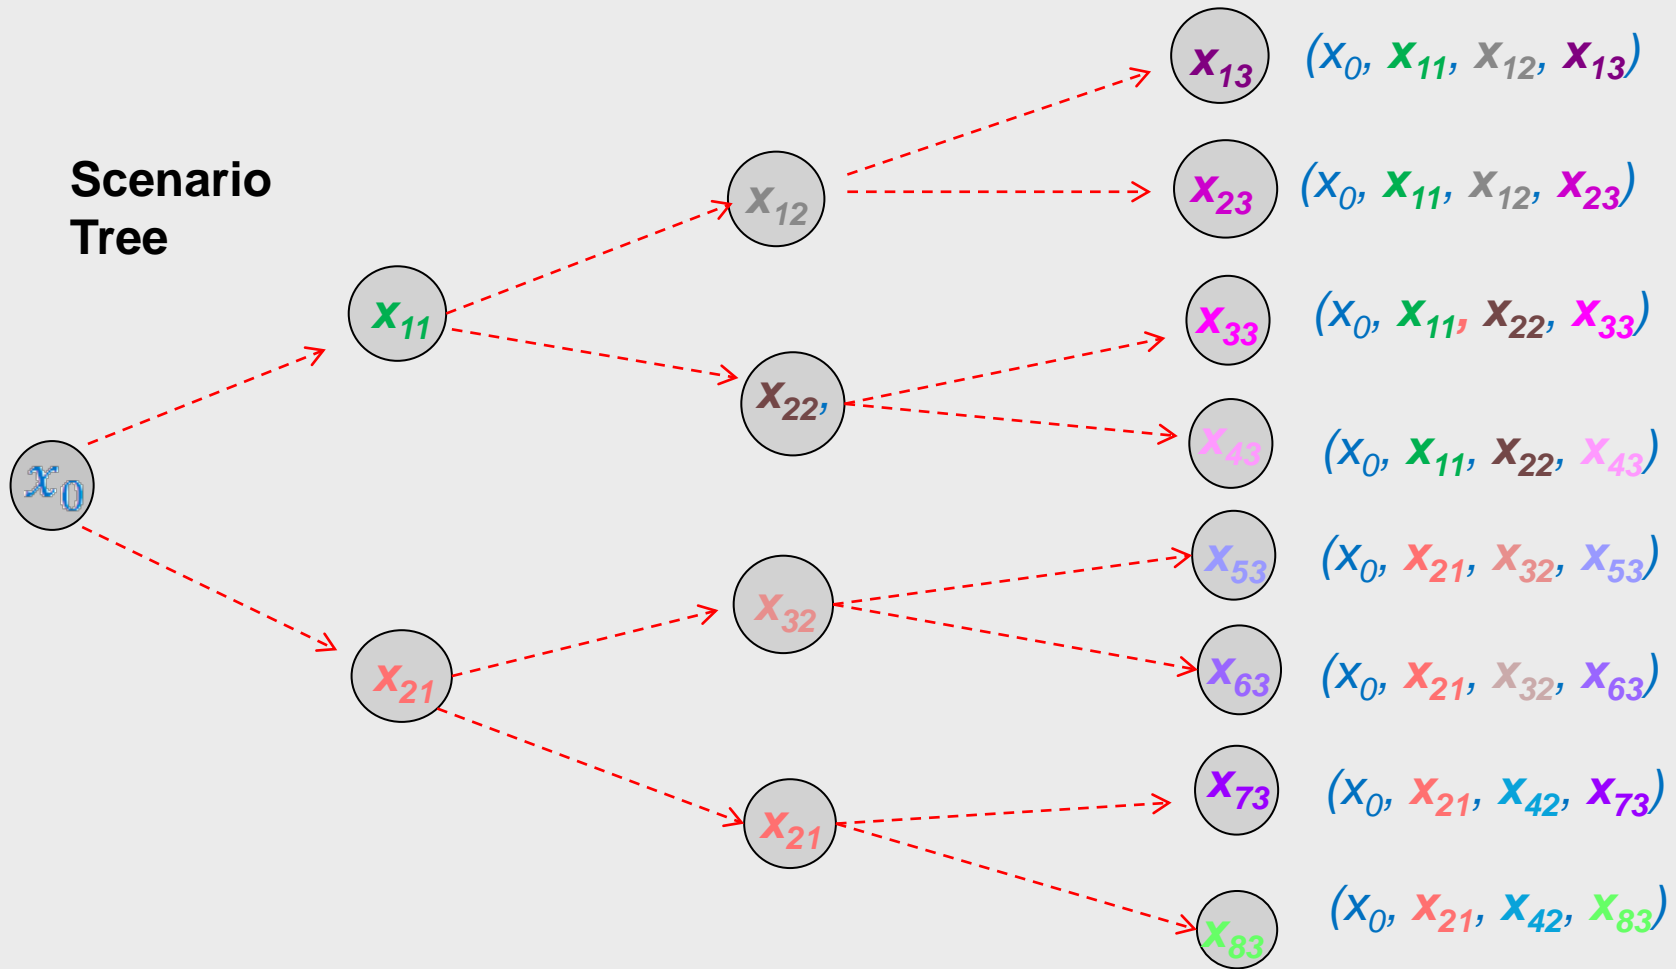 x₁₃ (x₀, x₁₁, x₁₂, x₁₃)
Scenario
Tree
x₁₂
x₂₃ (x₀, x₁₁, x₁₂, x₂₃)
x₁₁
x₃₃ (x₀, x₁₁, x₂₂, x₃₃)
x₂₂,
x₄₃ (x₀, x₁₁, x₂₂, x₄₃)
x₀
x₅₃ (x₀, x₂₁, x₃₂, x₅₃)
x₃₂
x₂₁
x₆₃ (x₀, x₂₁, x₃₂, x₆₃)
x₇₃ (x₀, x₂₁, x₄₂, x₇₃)
x₂₁
x₈₃ (x₀, x₂₁, x₄₂, x₈₃)